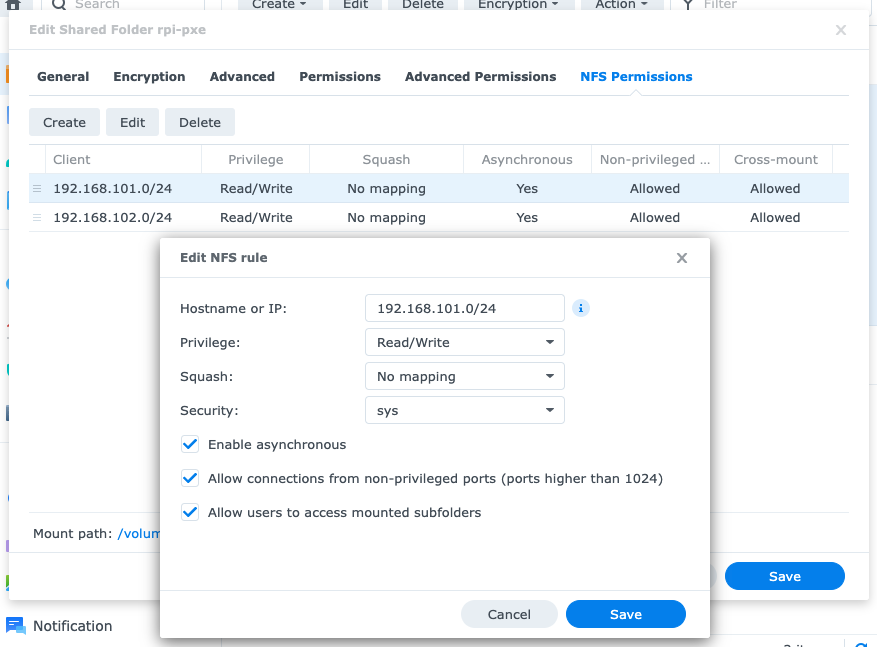 Search
Create Edit Delete Encryption Action Filter
Edit Shared Folder rpi-pxe
General Encryption Advanced Permissions Advanced Permissions NFS Permissions
Create Edit Delete
Client Privilege Squash Asynchronous Non-privileged ... Cross-mount
192.168.101.0/24 Read/Write No mapping Yes Allowed Allowed
192.168.102.0/24 Read/Write No mapping Yes Allowed Allowed
Edit NFS rule
Hostname or IP: 192.168.101.0/24
Privilege: Read/Write
Squash: No mapping
Security: sys
Enable asynchronous
Allow connections from non-privileged ports (ports higher than 1024)
Allow users to access mounted subfolders
Mount path: /volum
Save
Cancel Save
Notification